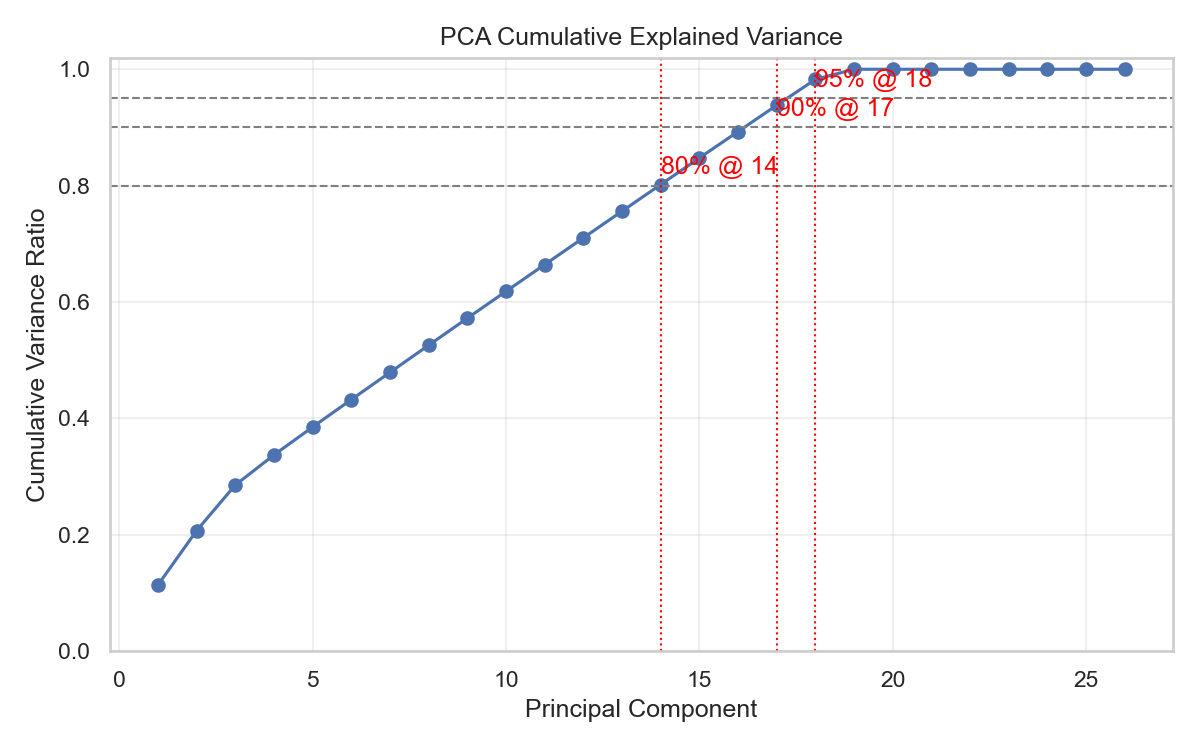 PCA Cumulative Explained Variance
1.0
0.8
0.6
0.4
0.2
0.0
Cumulative Variance Ratio
95% @ 18
90% @ 17
80% @ 14
0 5 10 15 20 25
Principal Component